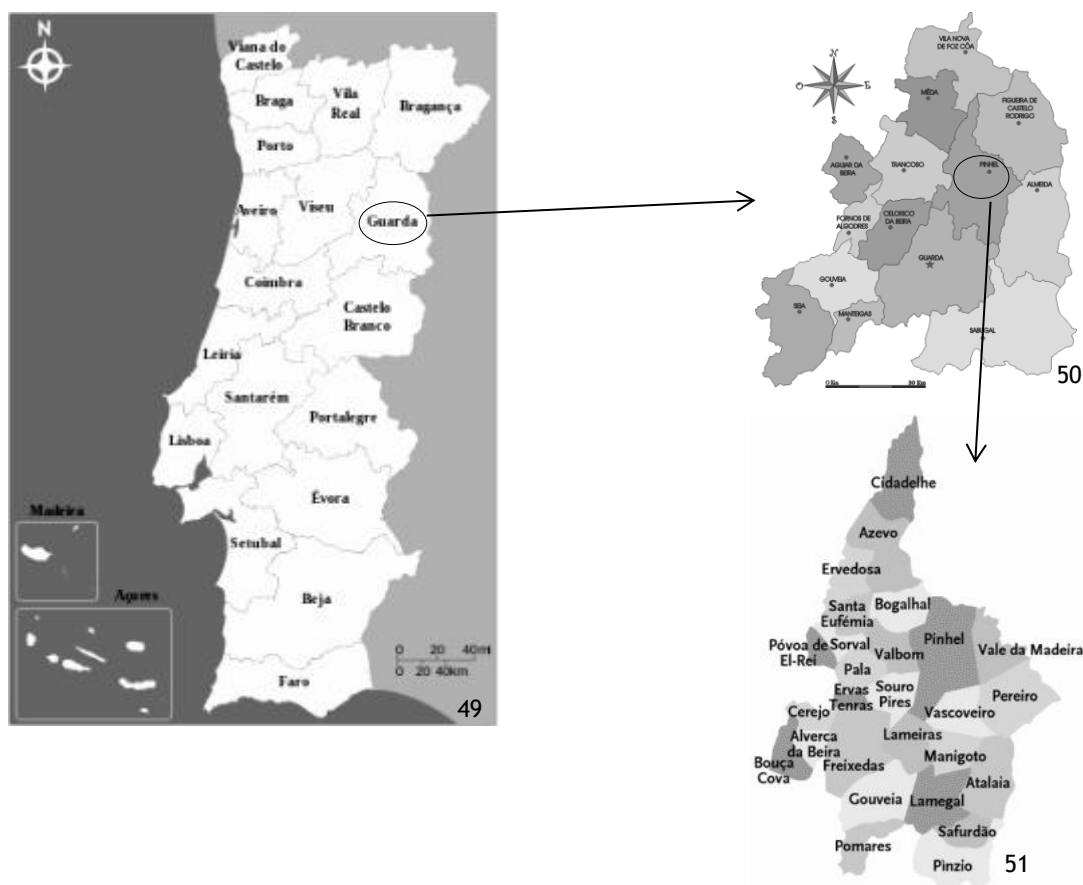 N
Viana do
Castelo
Braga
Vila
Real
Bragança
Porto
Aveiro
Viseu
Guarda
Coimbra
Castelo
Branco
Leiria
Santarém
Portalegre
Lisboa
Évora
Setubal
Beja
Faro
Madeira
Açores
0 20 40mi
0 20 40km
49
N
O
E
S
VILA NOVA
DE FOZ CÔA
MÊDA
FIGUEIRA DE
CASTELO
RODRIGO
AGUIAR DA
BEIRA
TRANCOSO
PINHEL
ALMEIDA
FORNOS DE
ALGODRES
CELORICO
DA BEIRA
GUARDA
GOUVEIA
SEIA
MANTEIGAS
SABUGAL
0 Km
30 Km
50
Cidadelhe
Azevo
Ervedosa
Santa
Eufémia
Bogalhal
Póvoa de
El-Rei
Sorval
Valbom
Pinhel
Vale da Madeira
Pala
Ervas
Tenras
Souro
Pires
Pereiro
Cerejo
Vascoveiro
Alverca
da Beira
Lameiras
Bouça
Cova
Freixedas
Manigoto
Atalaia
Gouveia
Lamegal
Safurdão
Pomares
Pinzio
51